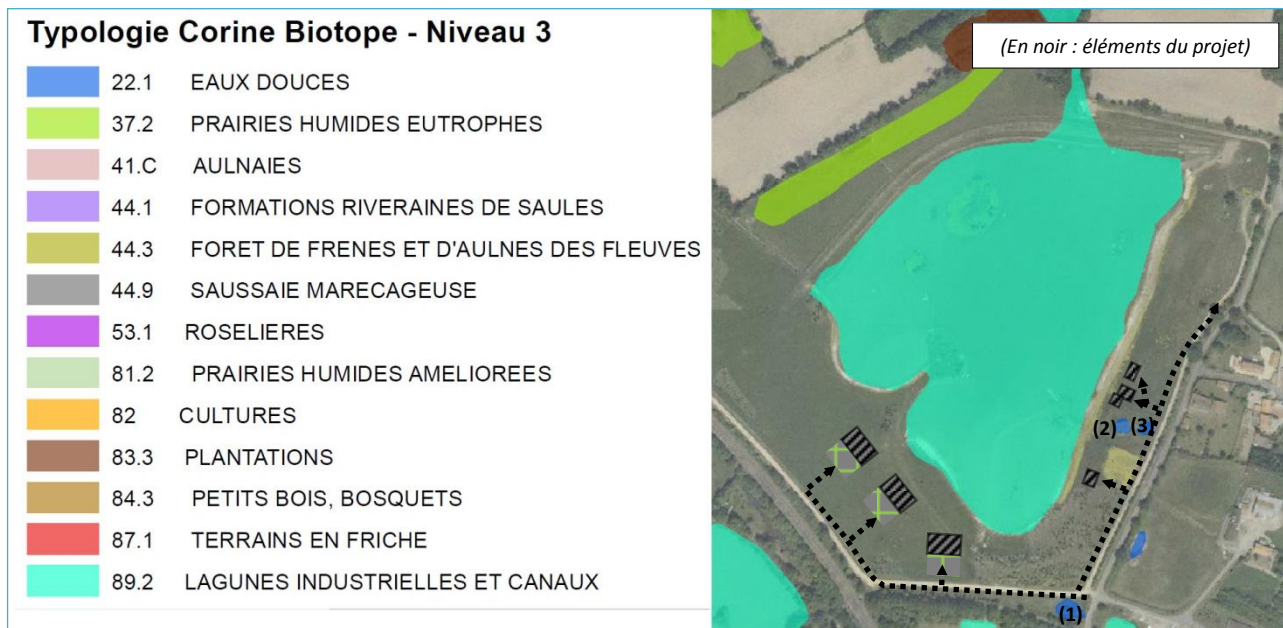 Typologie Corine Biotope - Niveau 3
22.1 EAUX DOUCES
37.2 PRAIRIES HUMIDES EUTROPHES
41.C AULNAIES
44.1 FORMATIONS RIVERAINES DE SAULES
44.3 FORET DE FRENES ET D'AULNES DES FLEUVES
44.9 SAUSSAIE MARECAGEUSE
53.1 ROSELIERES
81.2 PRAIRIES HUMIDES AMELIOREES
82 CULTURES
83.3 PLANTATIONS
84.3 PETITS BOIS, BOSQUETS
87.1 TERRAINS EN FRICHE
89.2 LAGUNES INDUSTRIELLES ET CANAUX
(En noir : éléments du projet)
(2) (3)
(1)